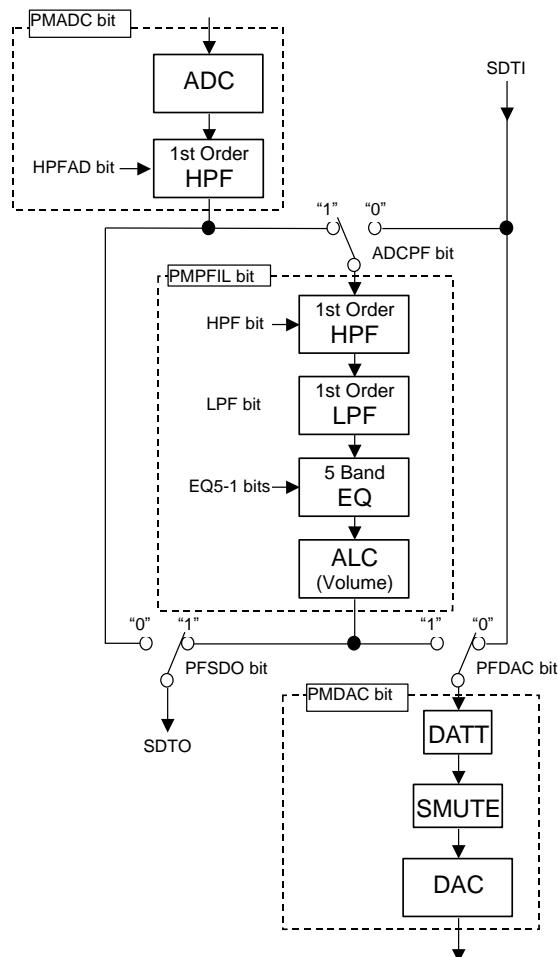 PMADC bit
ADC
SDTI
HPFAD bit
1st Order
HPF
“1”
“0”
ADCPF bit
PMPFIL bit
HPF bit
1st Order
HPF
LPF bit
1st Order
LPF
EQ5-1 bits
5 Band
EQ
ALC
(Volume)
“0”
“1”
“1”
“0”
PFSDO bit
PFDAC bit
SDTO
PMDAC bit
DATT
SMUTE
DAC